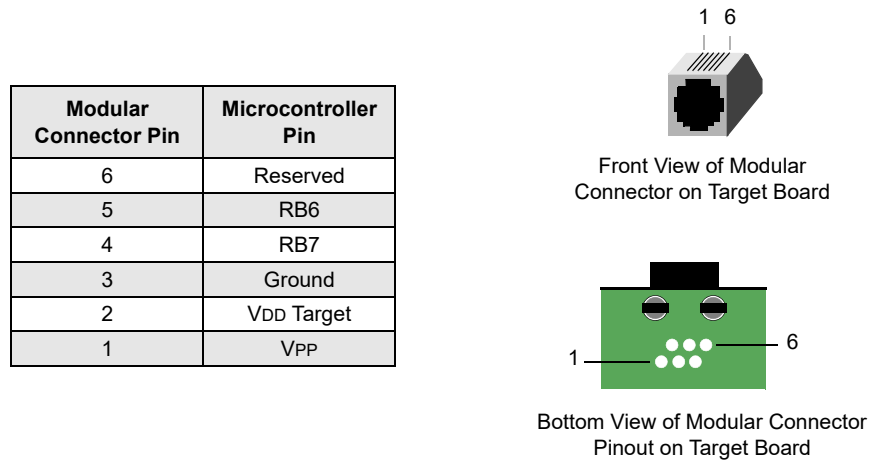 Modular
Connector Pin
Microcontroller
Pin
6
Reserved
5
RB6
4
RB7
3
Ground
2
VDD Target
1
VPP
1 6
Front View of Modular
Connector on Target Board
1
6
Bottom View of Modular Connector
Pinout on Target Board